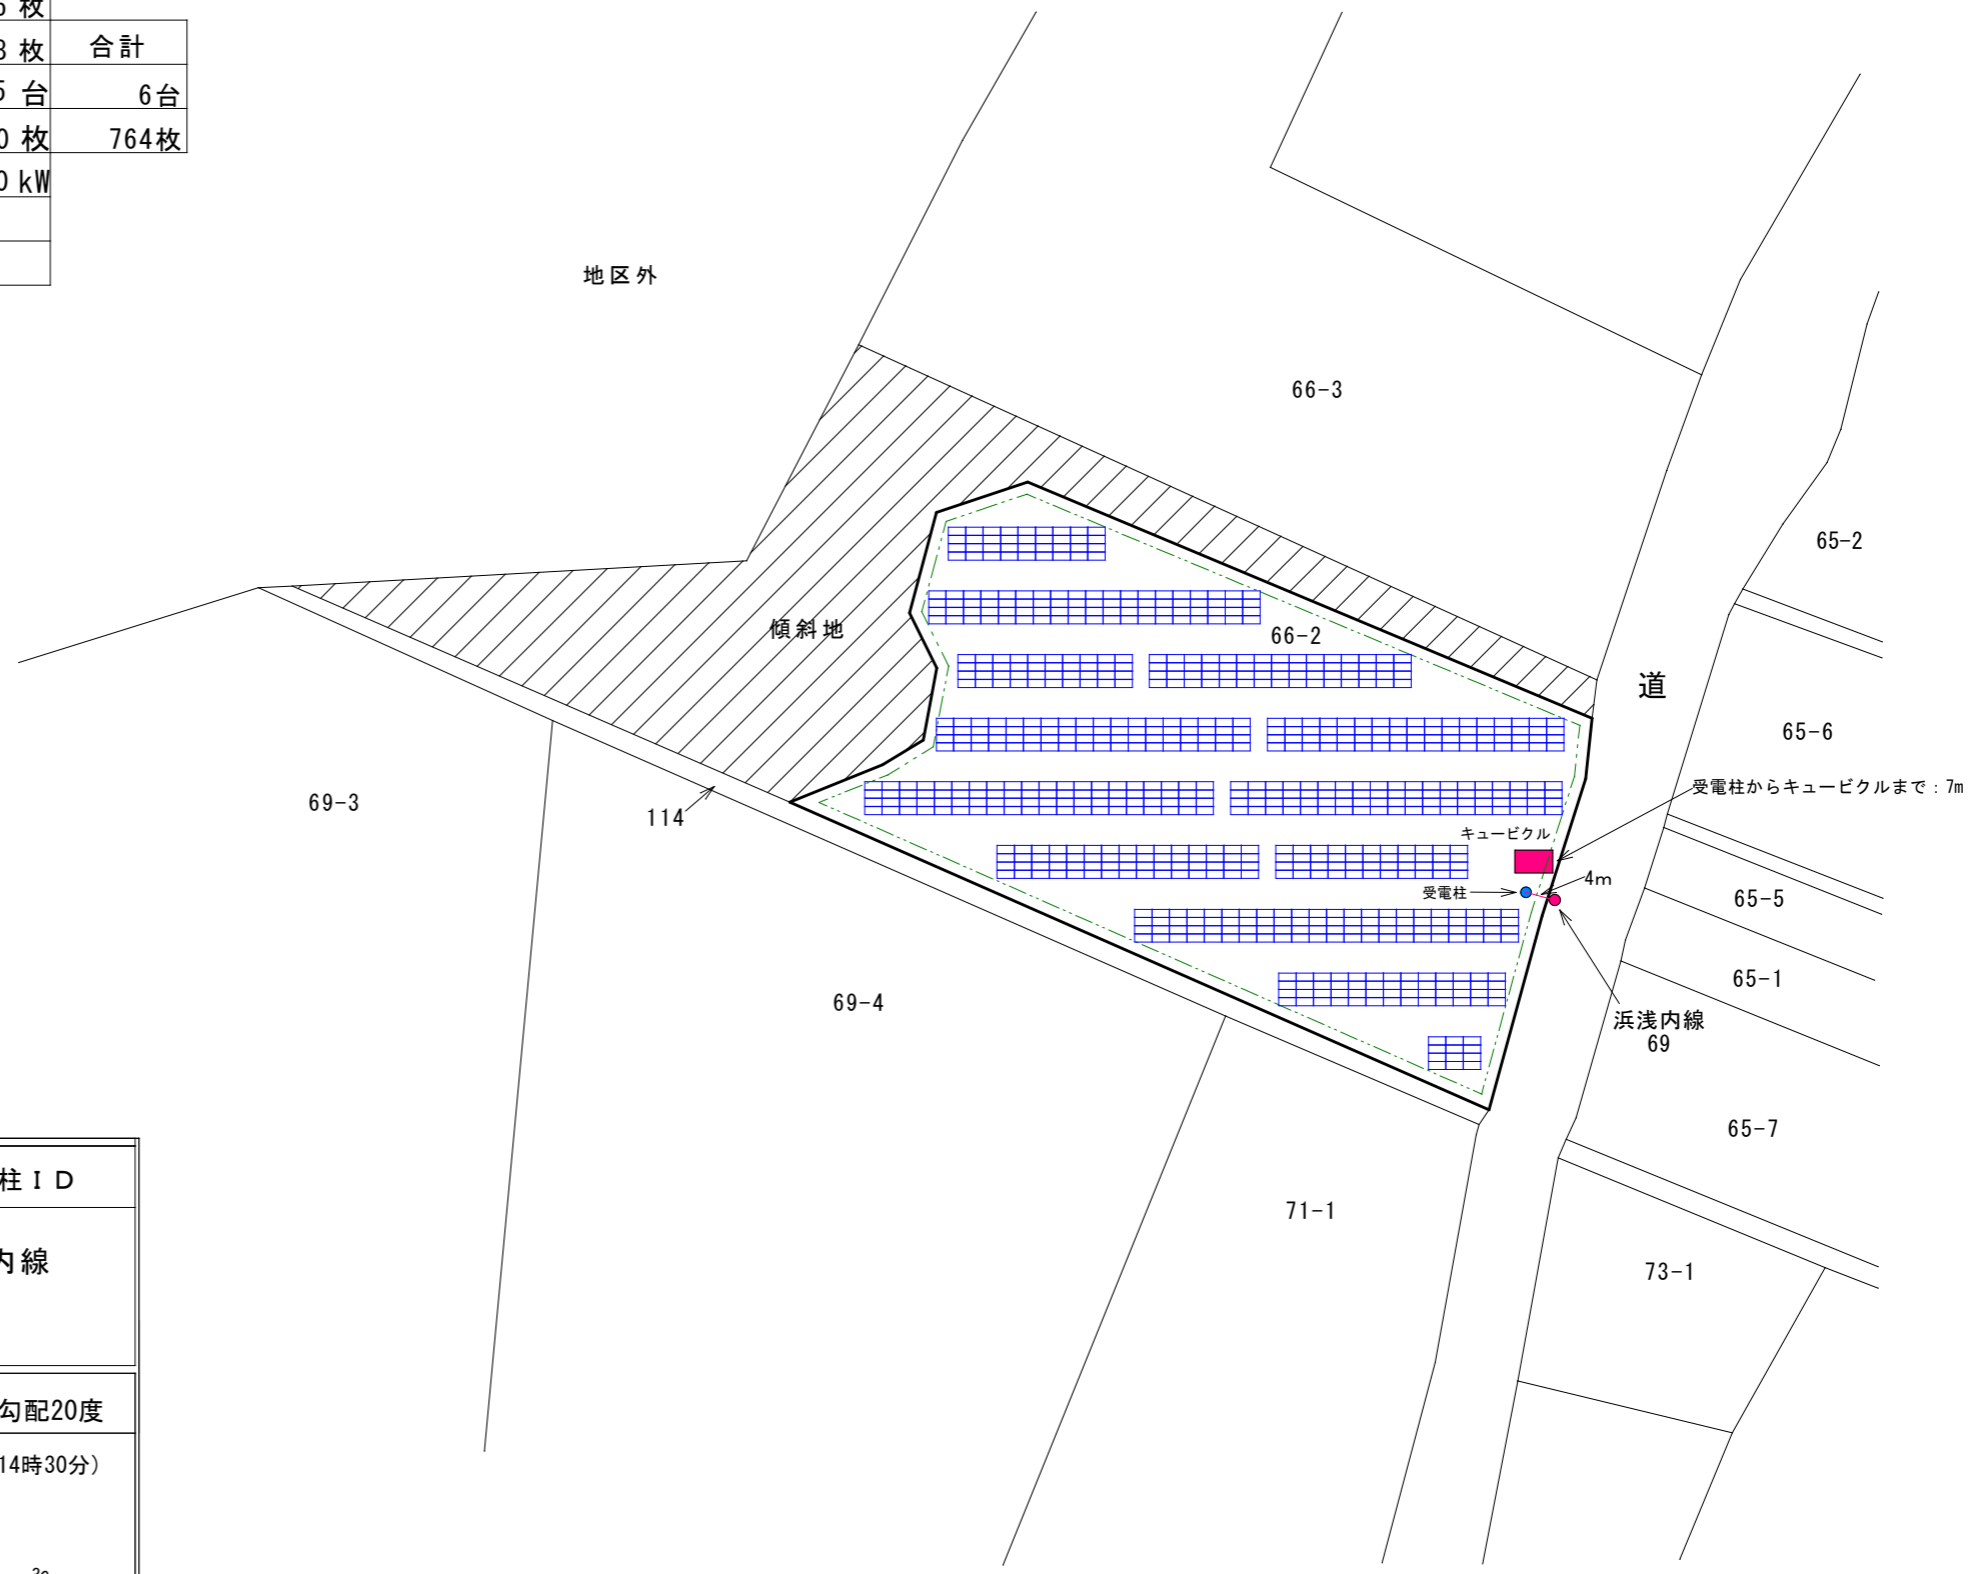 枚
枚 合計
台 6台
0 枚 764枚
0 kW
地区外
66-3
65-2
傾斜地
66-2
道
65-6
受電柱からキュービクルまで：7m
69-3
114
キュービクル
4m
受電柱
65-5
65-1
69-4
浜浅内線
69
65-7
柱ＩＤ
71-1
内線
73-1
勾配20度
14時30分）